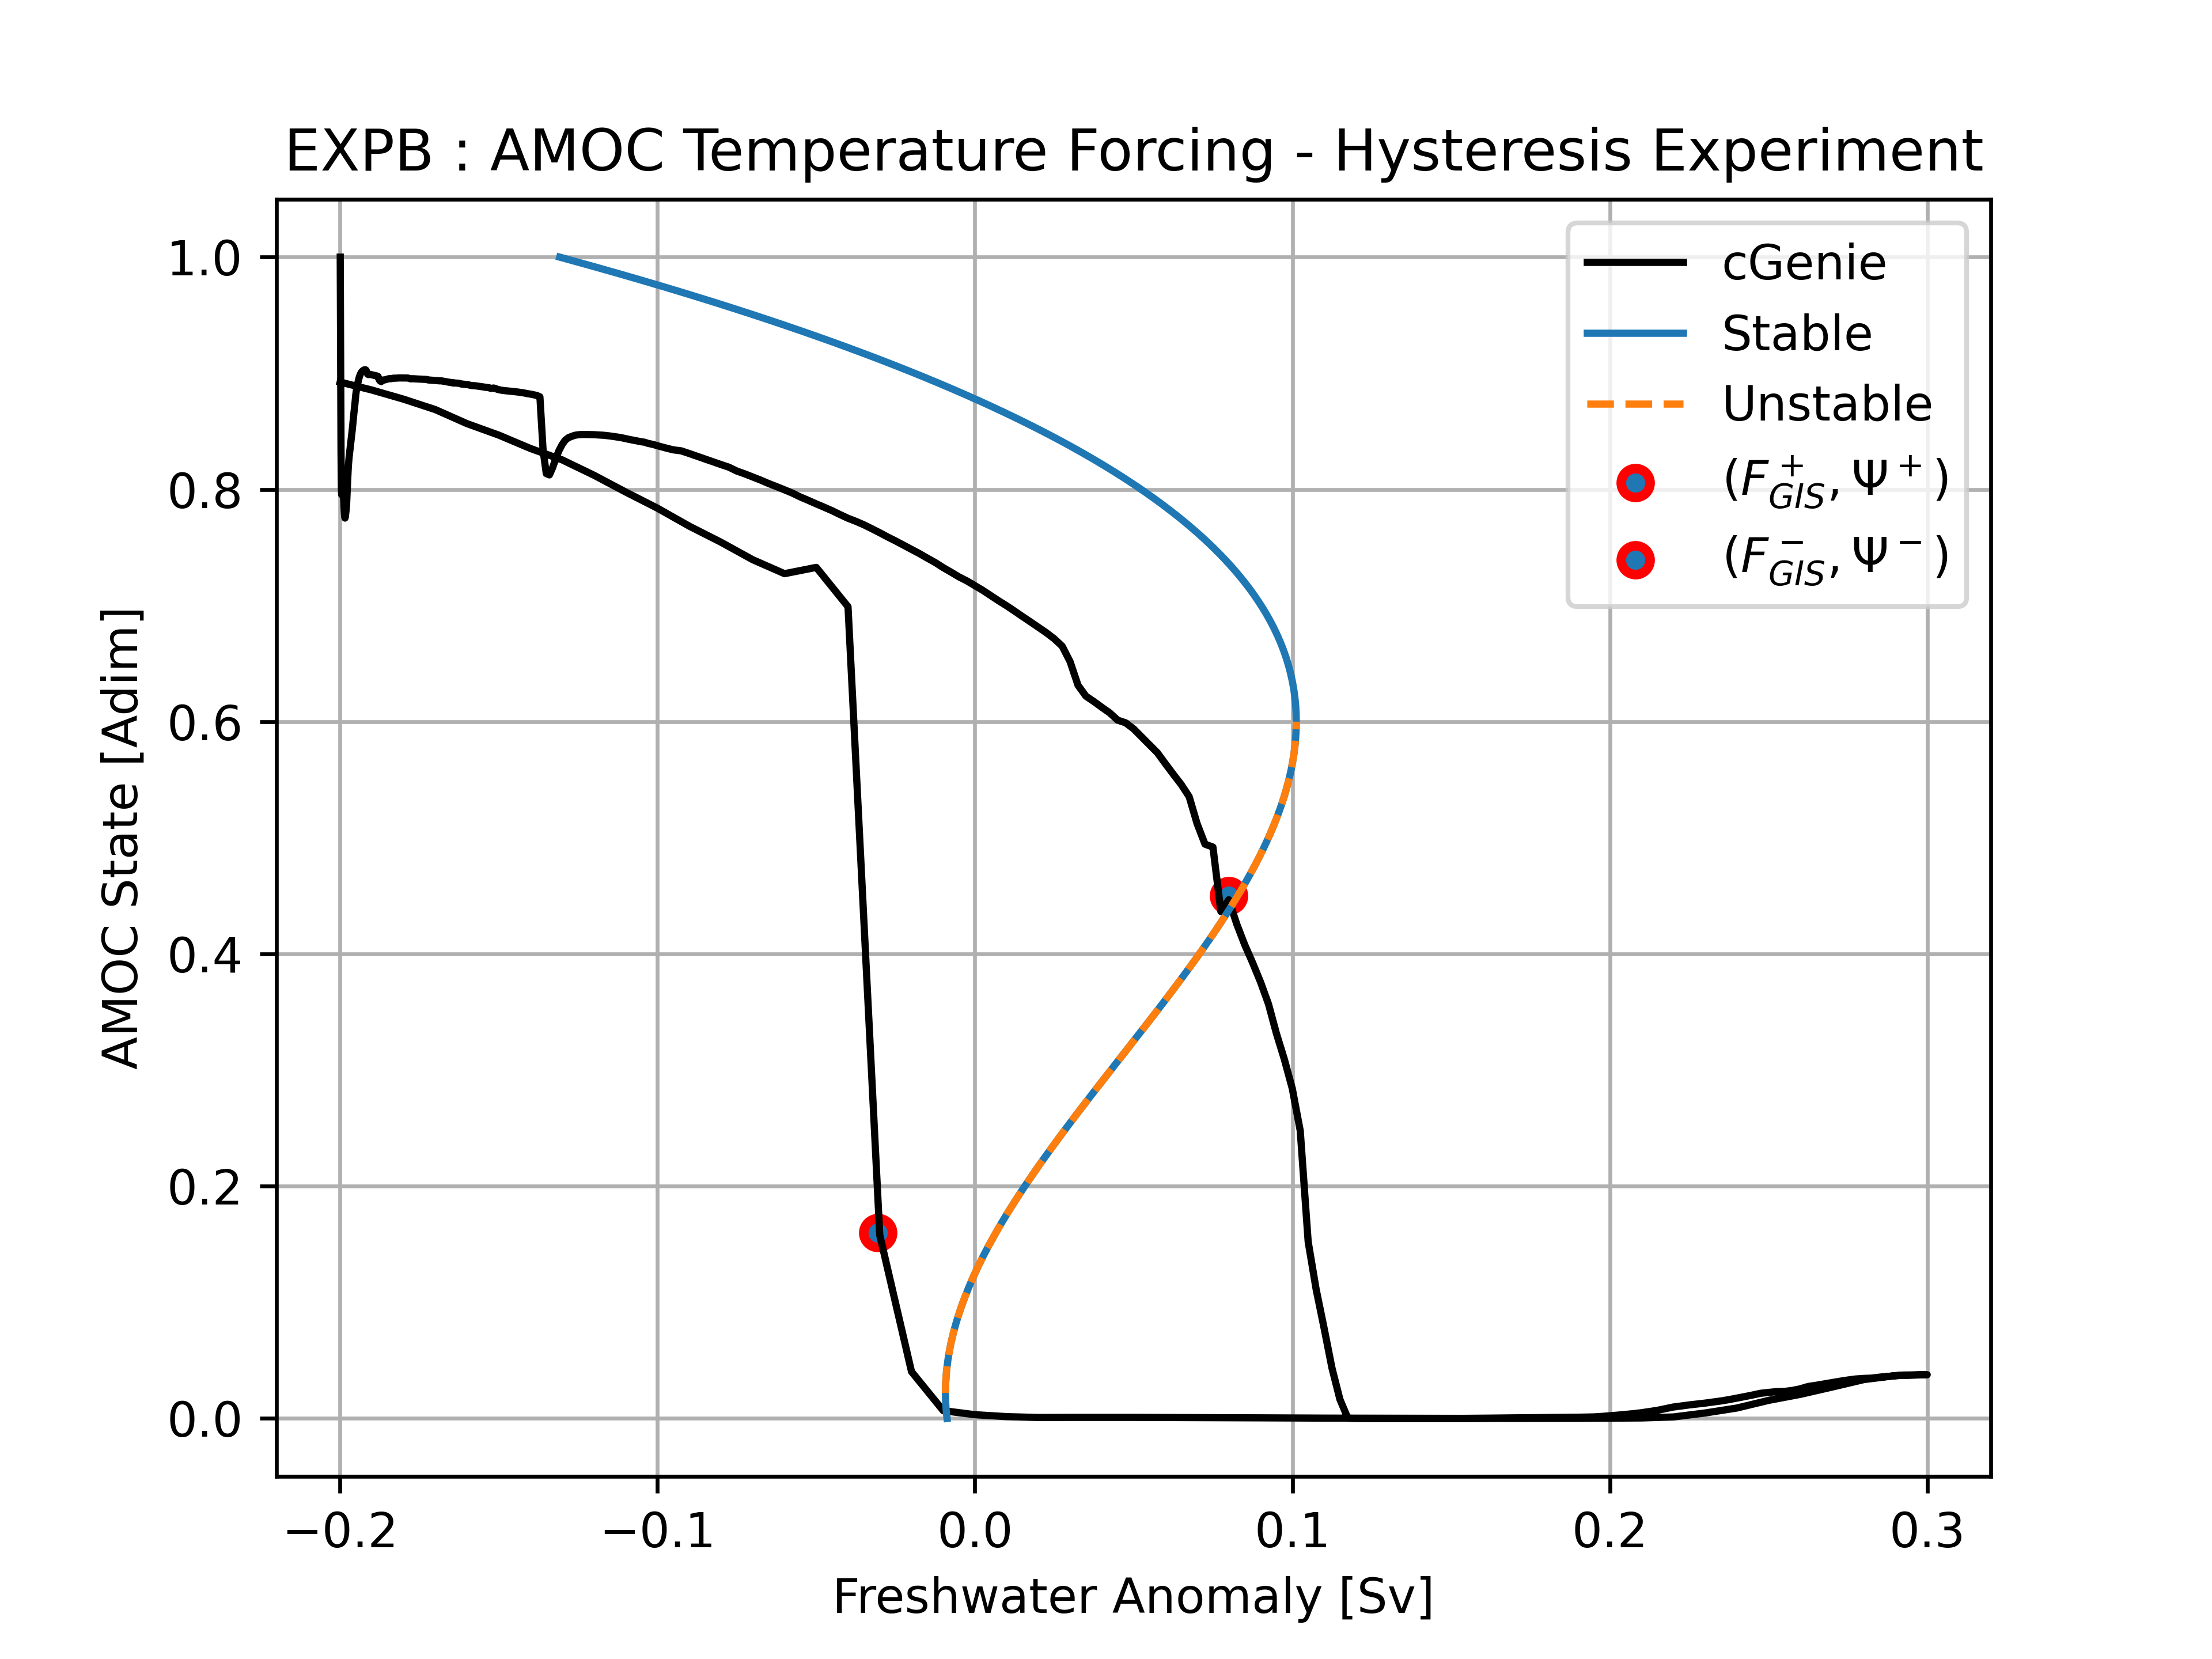 EXPB : AMOC Temperature Forcing - Hysteresis Experiment
cGenie
Stable
Unstable
(F⁺_GIS, Ψ⁺)
(F⁻_GIS, Ψ⁻)
1.0
0.8
0.6
0.4
0.2
0.0
AMOC State [Adim]
−0.2 −0.1 0.0 0.1 0.2 0.3
Freshwater Anomaly [Sv]